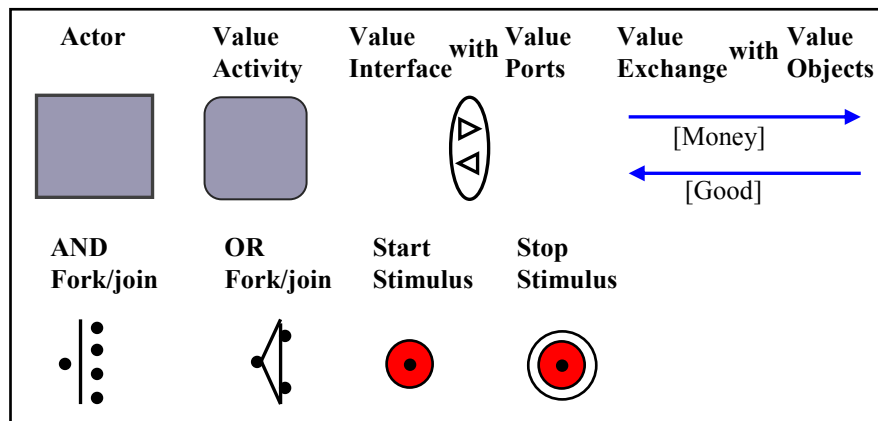 Actor
Value Activity
Value Interface with Value Ports
Value Exchange with Value Objects
[Money]
[Good]
AND Fork/join
OR Fork/join
Start Stimulus
Stop Stimulus